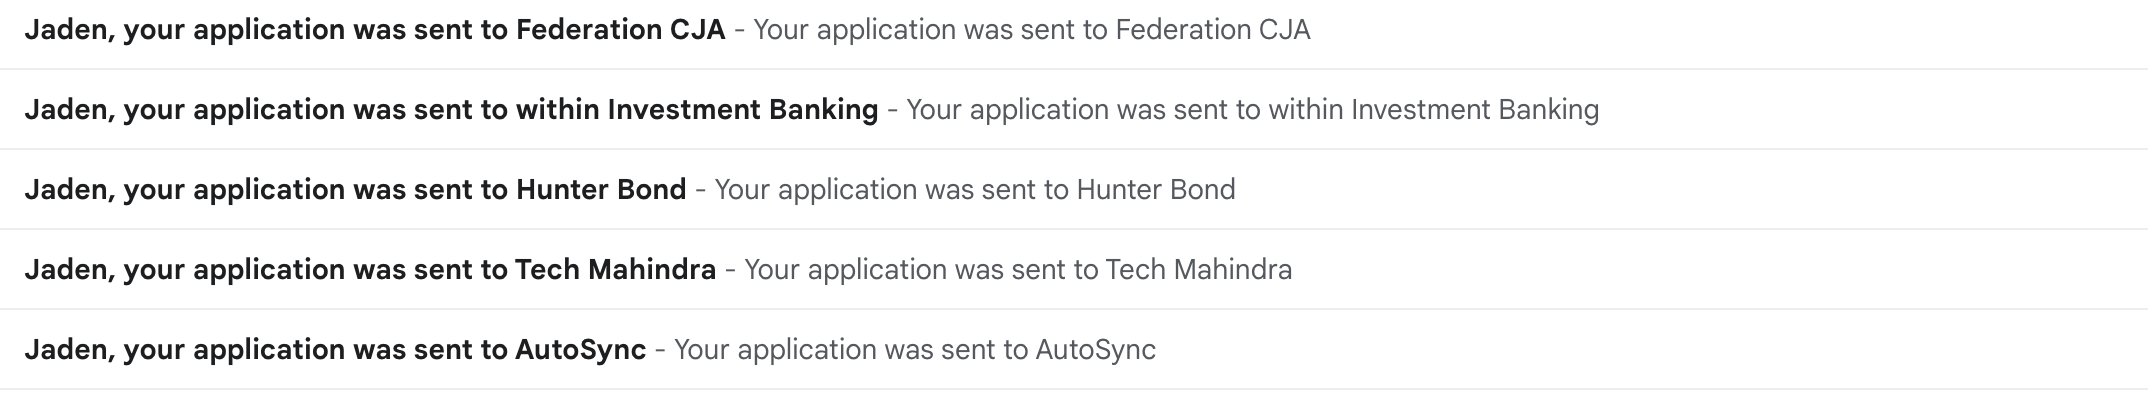 Jaden, your application was sent to Federation CJA - Your application was sent to Federation CJA
Jaden, your application was sent to within Investment Banking - Your application was sent to within Investment Banking
Jaden, your application was sent to Hunter Bond - Your application was sent to Hunter Bond
Jaden, your application was sent to Tech Mahindra - Your application was sent to Tech Mahindra
Jaden, your application was sent to AutoSync - Your application was sent to AutoSync